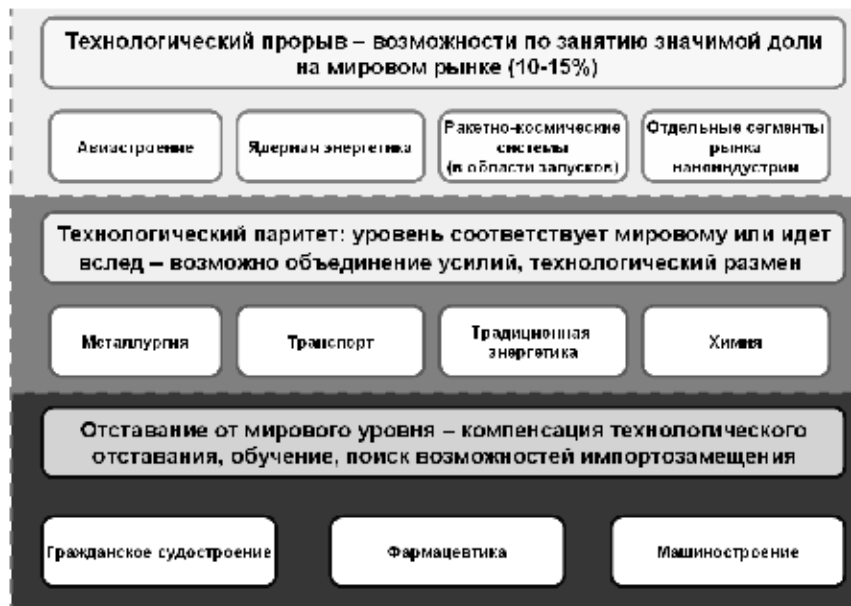 Технологический прорыв – возможности по занятию значимой доли
на мировом рынке (10-15%)
Авиастроение
Ядерная энергетика
Ракетно-космические
системы
(в области запусков)
Отдельные сегменты
рынка
наноиндустрии
Технологический паритет: уровень соответствует мировому или идет
вслед – возможно объединение усилий, технологический размен
Металлургия
Транспорт
Традиционная
энергетика
Химия
Отставание от мирового уровня – компенсация технологического
отставания, обучение, поиск возможностей импортозамещения
Гражданское судостроение
Фармацевтика
Машиностроение